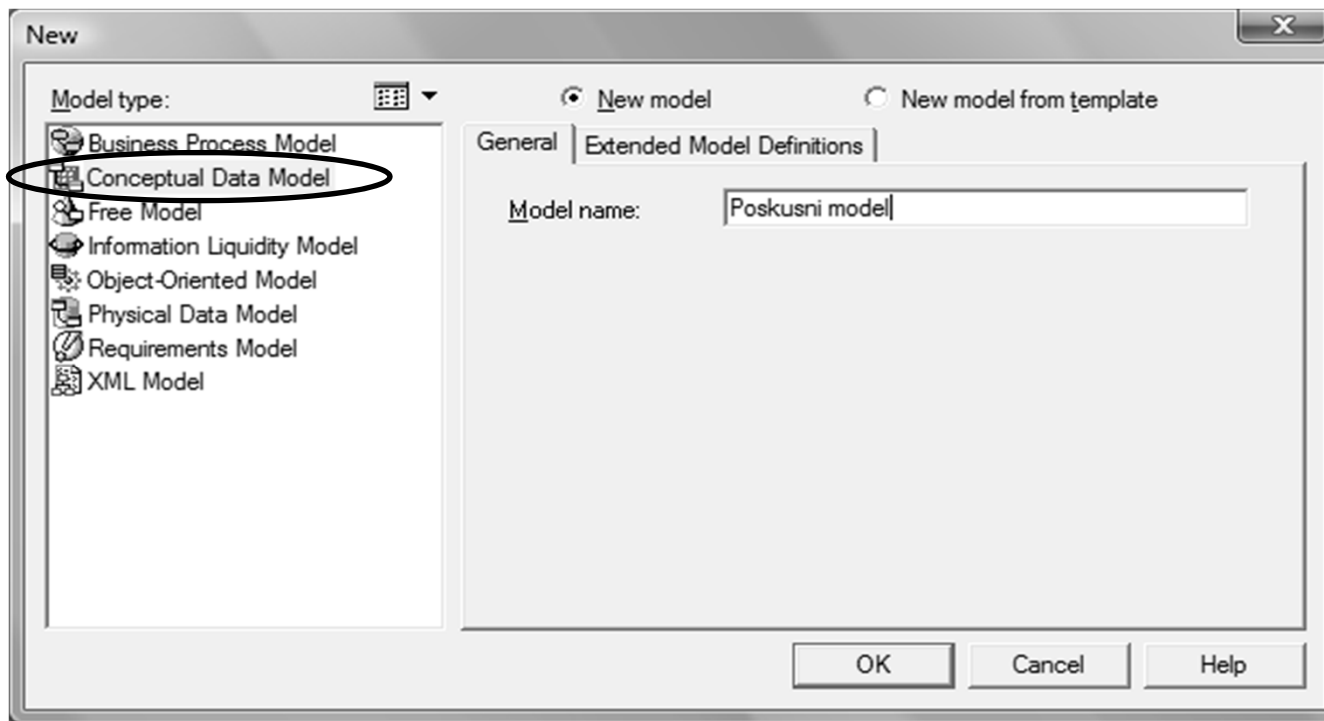 New
Model type:
New model
New model from template
Business Process Model
Conceptual Data Model
Free Model
Information Liquidity Model
Object-Oriented Model
Physical Data Model
Requirements Model
XML Model
General
Extended Model Definitions
Model name:
Poskusni model
OK
Cancel
Help